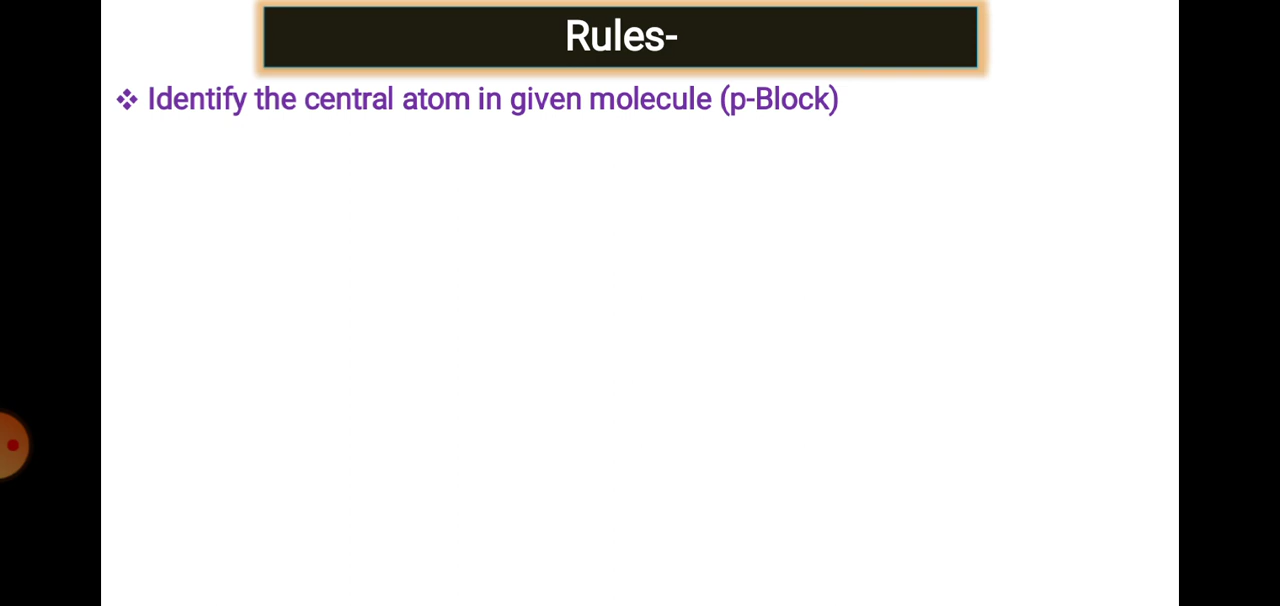 Rules-
❖ Identify the central atom in given molecule (p-Block)